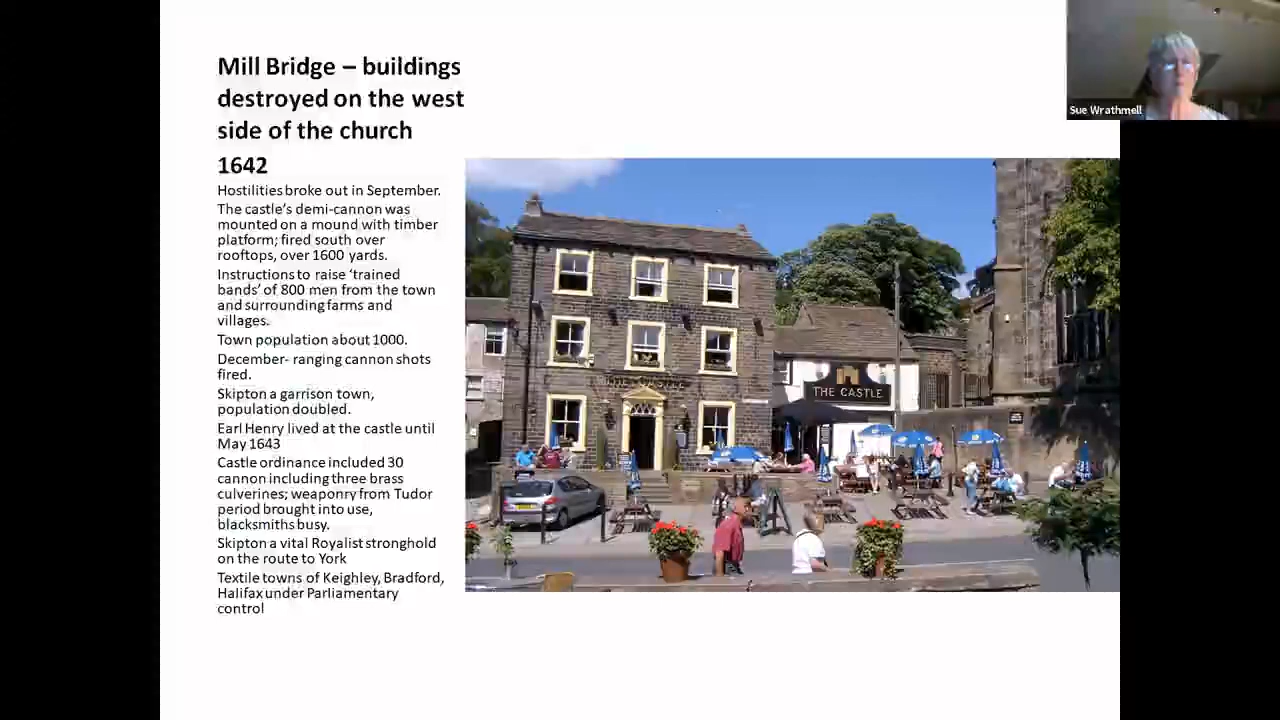 Mill Bridge – buildings
destroyed on the west
side of the church
1642
Hostilities broke out in September.
The castle's demi-cannon was
mounted on a mound with timber
platform; fired south over
rooftops, over 1600 yards.
Instructions to raise 'trained
bands' of 800 men from the town
and surrounding farms and
villages.
Town population about 1000.
December- ranging cannon shots
fired.
Skipton a garrison town,
population doubled.
Earl Henry lived at the castle until
May 1643
Castle ordinance included 30
cannon including three brass
culverines; weaponry from Tudor
period brought into use,
blacksmiths busy.
Skipton a vital Royalist stronghold
on the route to York
Textile towns of Keighley, Bradford,
Halifax under Parliamentary
control
Sue Wrathmell
THE CASTLE
THE CASTLE